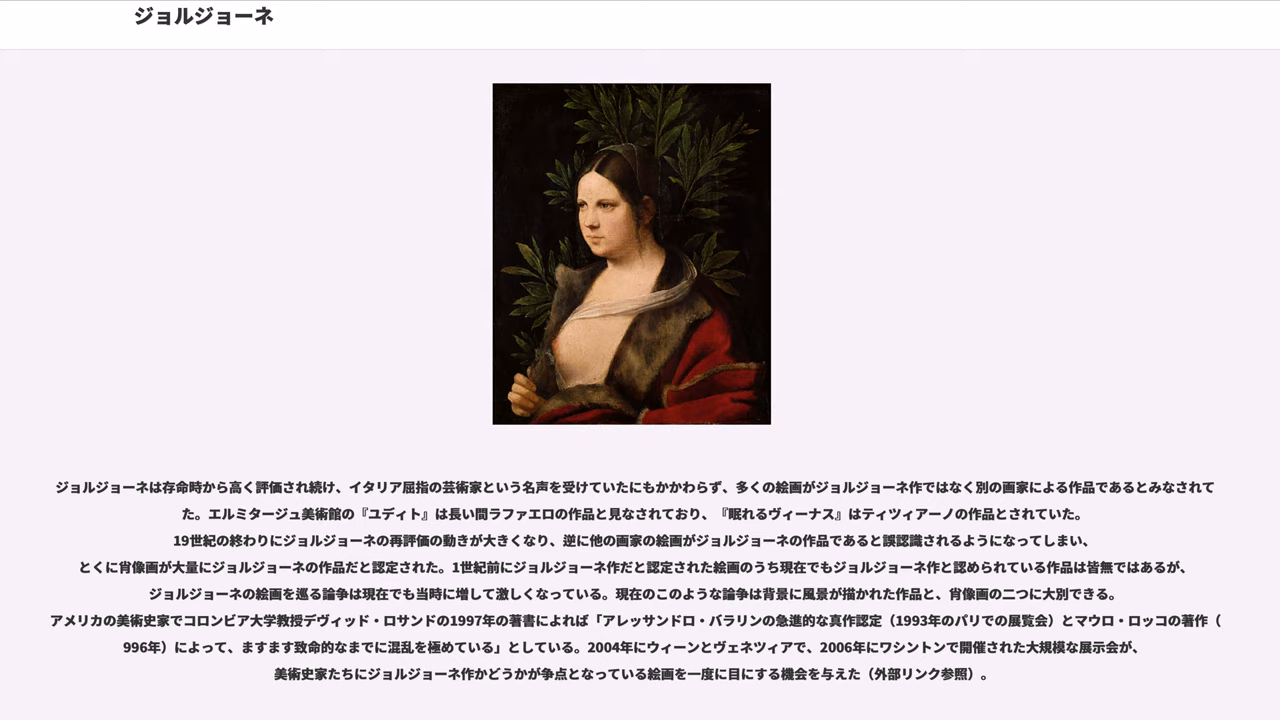 ジョルジョーネ
ジョルジョーネは存命時から高く評価され続け、イタリア屈指の芸術家という名声を受けていたにもかかわらず、多くの絵画がジョルジョーネ作ではなく別の画家による作品であるとみなされて
た。エルミタージュ美術館の『ユディト』は長い間ラファエロの作品と見なされており、『眠れるヴィーナス』はティツィアーノの作品とされていた。
19世紀の終わりにジョルジョーネの再評価の動きが大きくなり、逆に他の画家の絵画がジョルジョーネの作品であると誤認識されるようになってしまい、
とくに肖像画が大量にジョルジョーネの作品だと認定された。1世紀前にジョルジョーネ作だと認定された絵画のうち現在でもジョルジョーネ作と認められている作品は皆無ではあるが、
ジョルジョーネの絵画を巡る論争は現在でも当時に増して激しくなっている。現在のこのような論争は背景に風景が描かれた作品と、肖像画の二つに大別できる。
アメリカの美術史家でコロンビア大学教授デヴィッド・ロサンドの1997年の著書によれば「アレッサンドロ・バラリンの急進的な真作認定（1993年のパリでの展覧会）とマウロ・ロッコの著作（
996年）によって、ますます致命的なまでに混乱を極めている」としている。2004年にウィーンとヴェネツィアで、2006年にワシントンで開催された大規模な展示会が、
美術史家たちにジョルジョーネ作かどうかが争点となっている絵画を一度に目にする機会を与えた（外部リンク参照）。